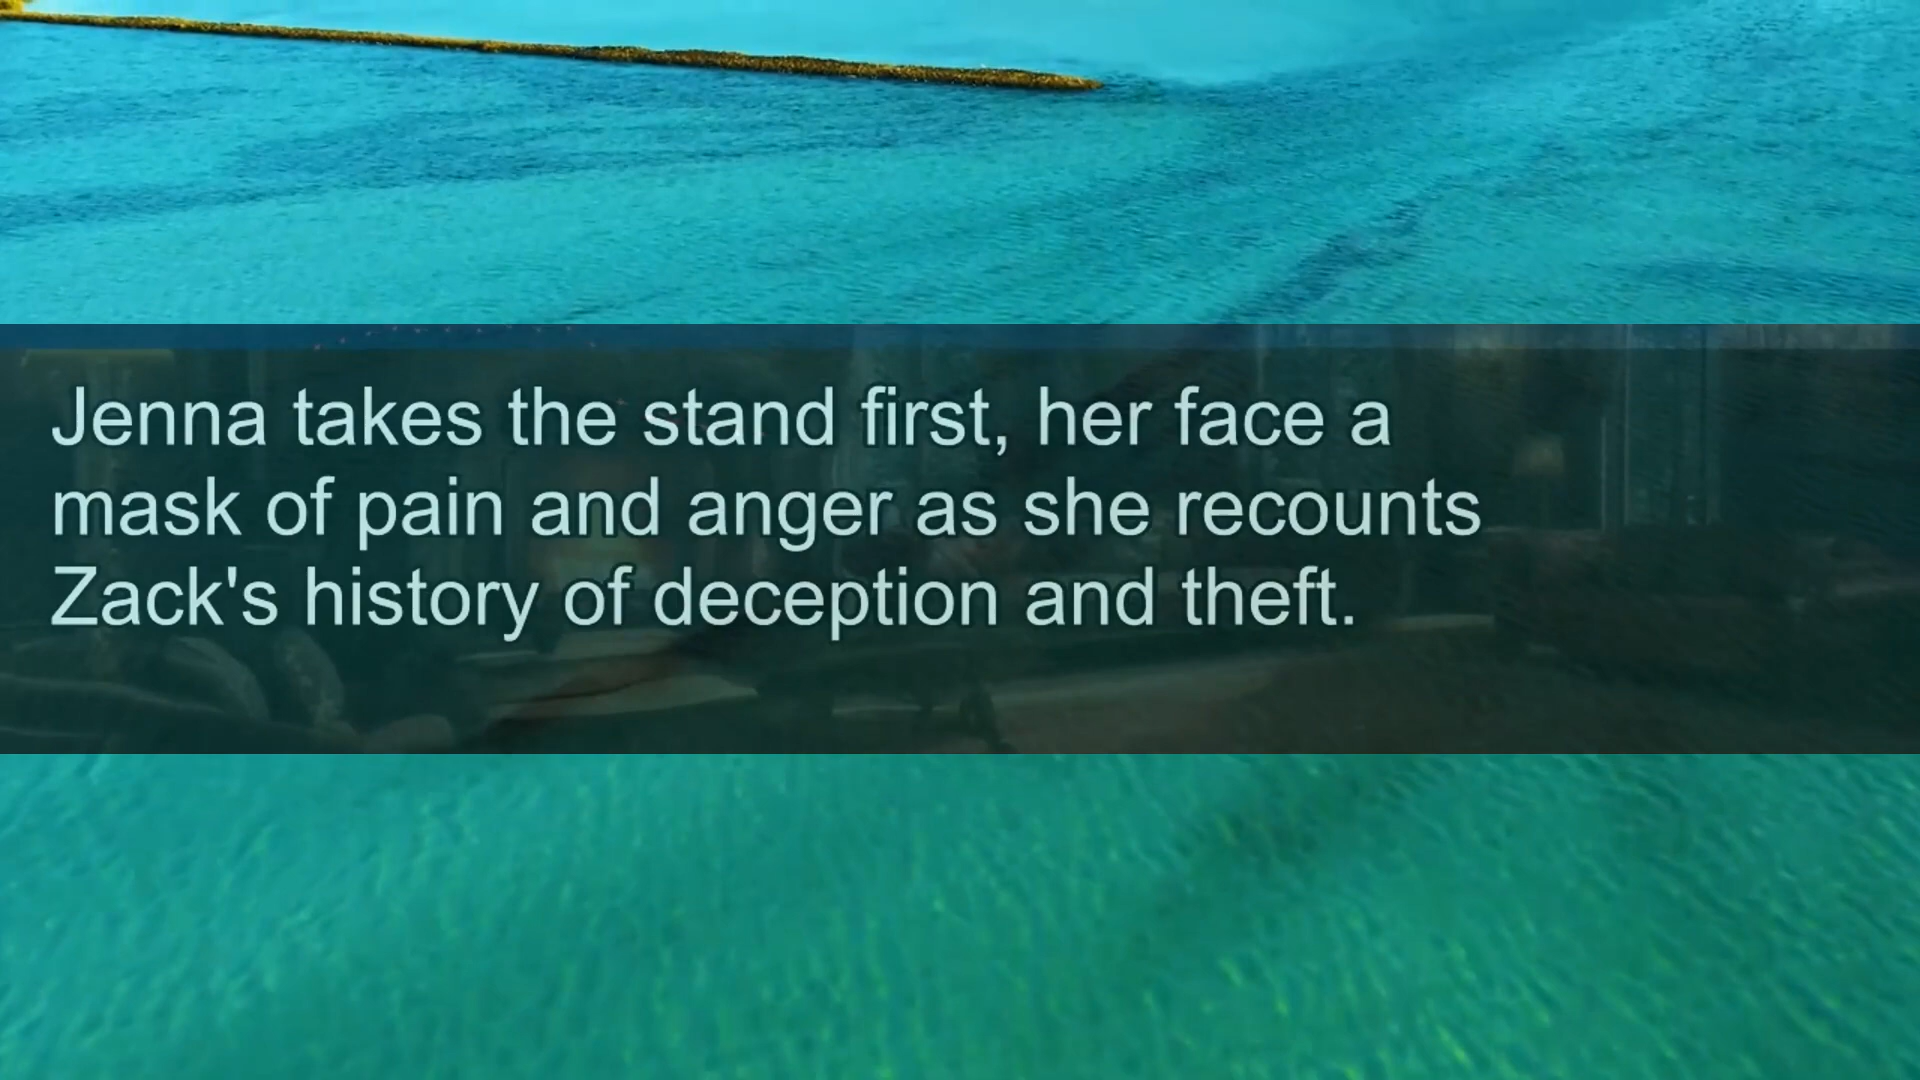 Jenna takes the stand first, her face a
mask of pain and anger as she recounts
Zack's history of deception and theft.